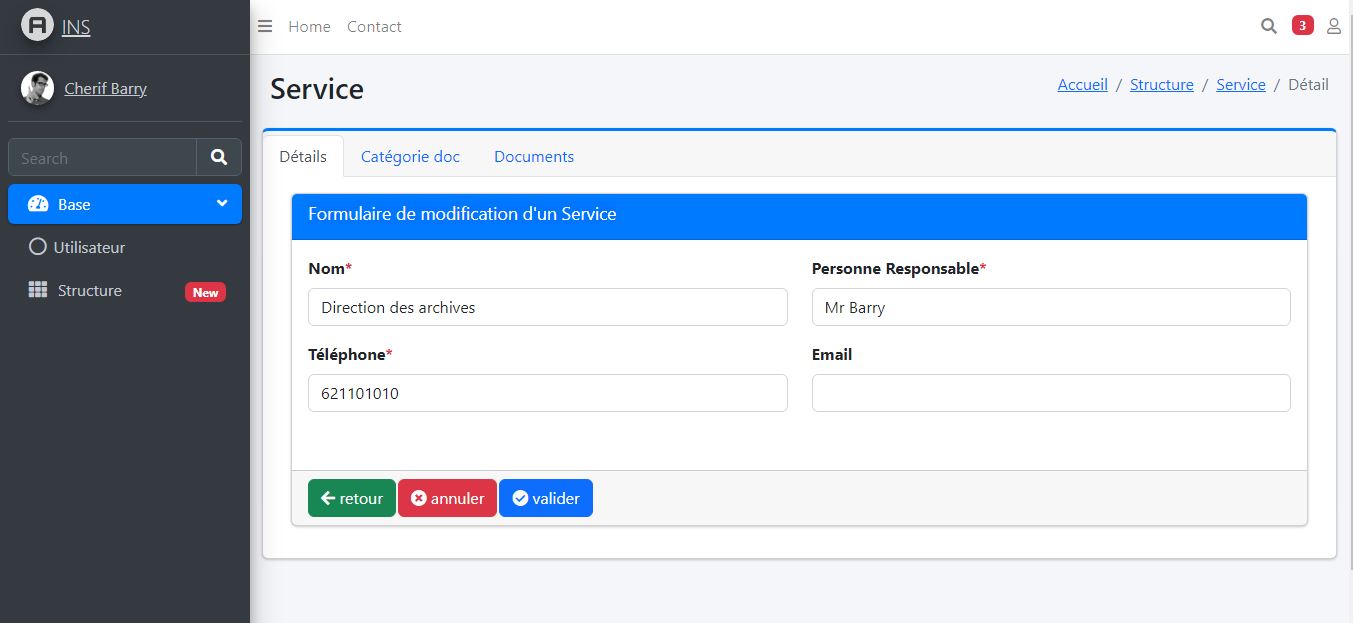 INS
Home Contact
3
Cherif Barry
Service
Accueil / Structure / Service / Détail
Search
Base
Utilisateur
Structure New
Détails Catégorie doc Documents
Formulaire de modification d'un Service
Nom* Personne Responsable*
Direction des archives Mr Barry
Téléphone* Email
621101010
retour annuler valider